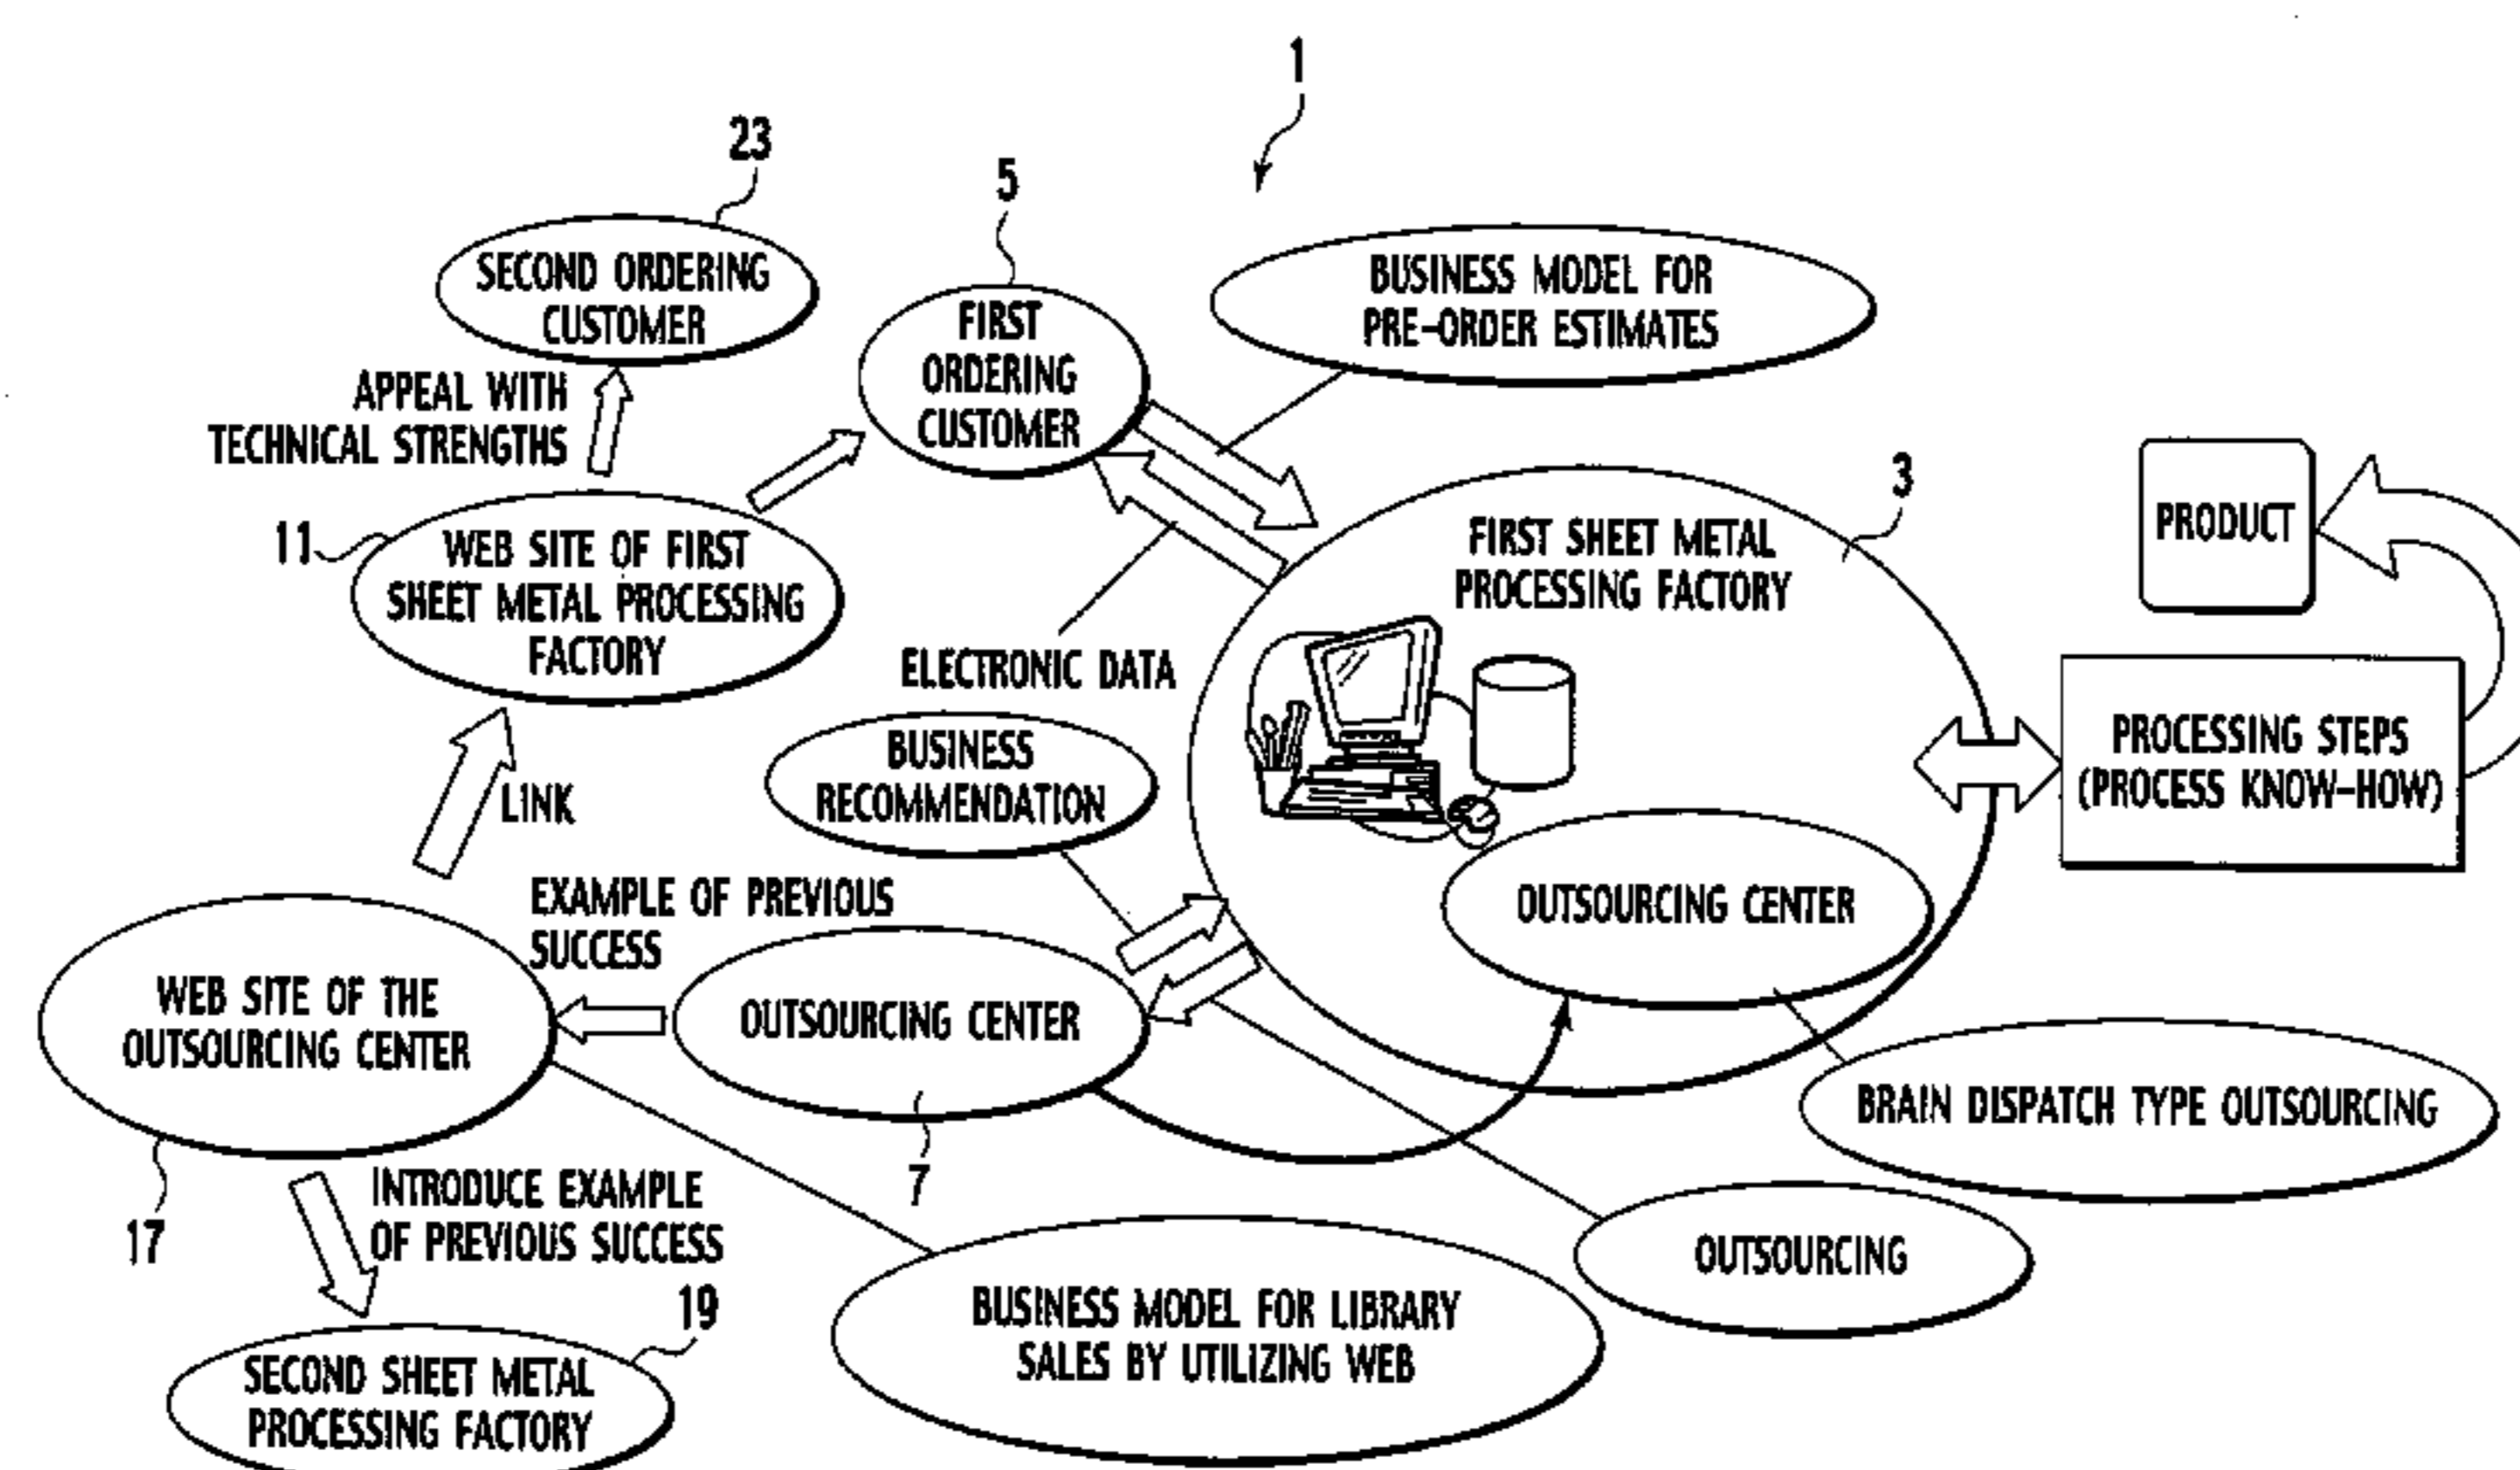 1
23
5
SECOND ORDERING
CUSTOMER
FIRST
ORDERING
CUSTOMER
BUSINESS MODEL FOR
PRE-ORDER ESTIMATES
APPEAL WITH
TECHNICAL STRENGTHS
3
11
WEB SITE OF FIRST
SHEET METAL PROCESSING
FACTORY
FIRST SHEET METAL
PROCESSING FACTORY
PRODUCT
ELECTRONIC DATA
BUSINESS
RECOMMENDATION
PROCESSING STEPS
(PROCESS KNOW-HOW)
LINK
EXAMPLE OF PREVIOUS
SUCCESS
OUTSOURCING CENTER
WEB SITE OF THE
OUTSOURCING CENTER
OUTSOURCING CENTER
BRAIN DISPATCH TYPE OUTSOURCING
7
17
INTRODUCE EXAMPLE
OF PREVIOUS SUCCESS
OUTSOURCING
19
BUSINESS MODEL FOR LIBRARY
SALES BY UTILIZING WEB
SECOND SHEET METAL
PROCESSING FACTORY